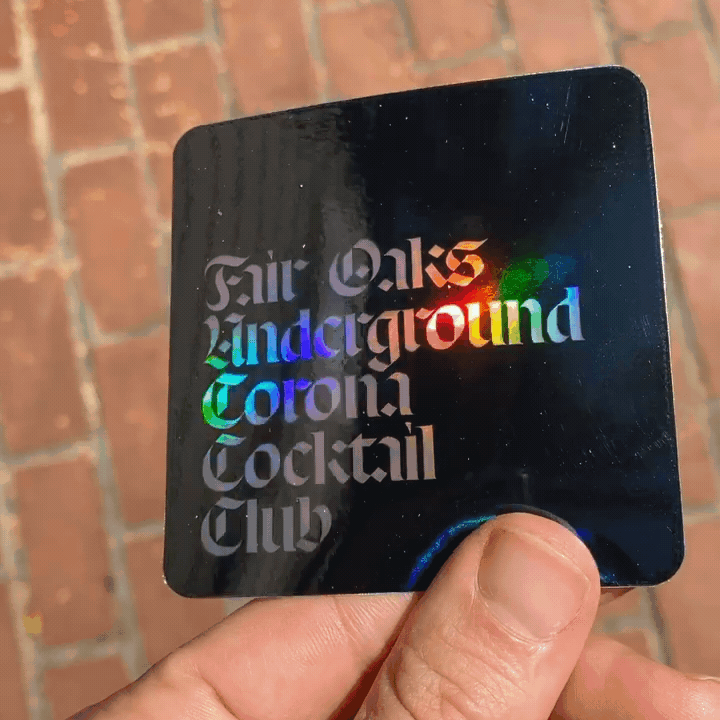 Fair Oaks
Underground
Corona
Cocktail
Club